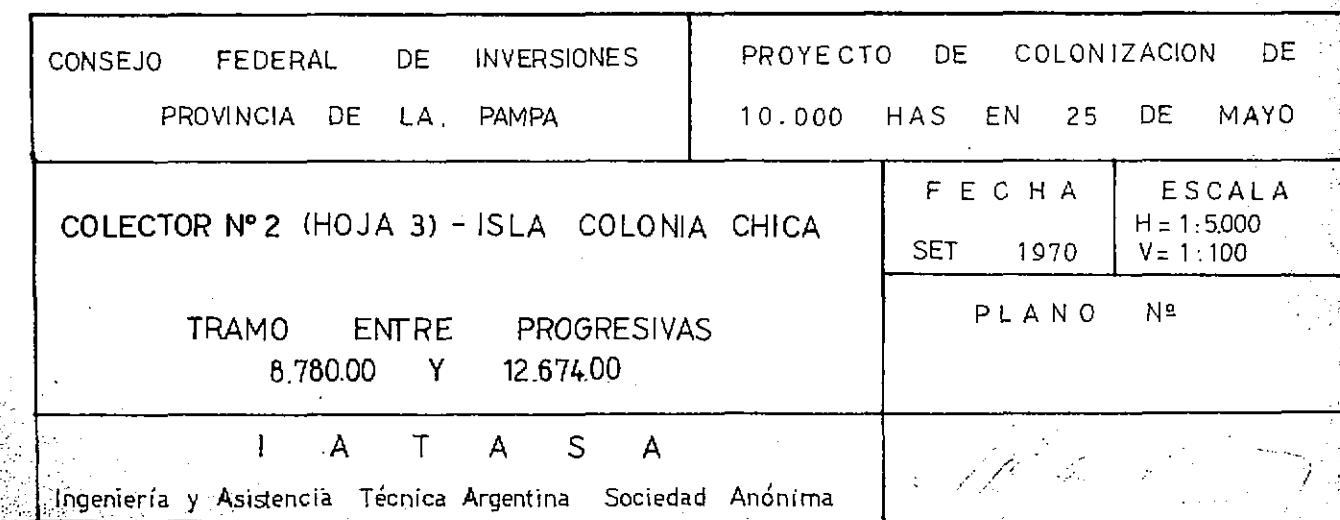 CONSEJO FEDERAL DE INVERSIONES
PROVINCIA DE LA. PAMPA
PROYECTO DE COLONIZACION DE
10.000 HAS EN 25 DE MAYO
COLECTOR Nº 2 (HOJA 3) - ISLA COLONIA CHICA
TRAMO ENTRE PROGRESIVAS
8.780.00 Y 12.674.00
FECHA
SET 1970
ESCALA
H = 1:5.000
V = 1:100
PLANO Nº
I A T A S A
Ingeniería y Asistencia Técnica Argentina Sociedad Anónima